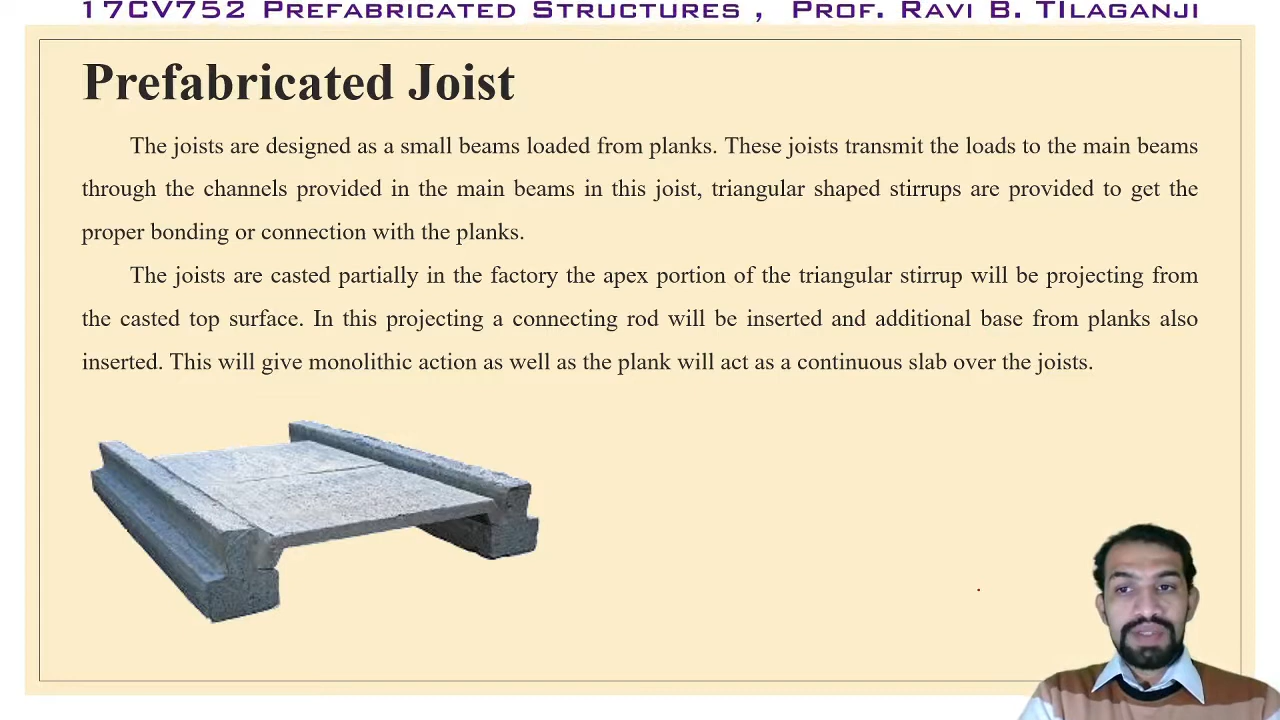 17CV752 Prefabricated Structures , Prof. Ravi B. TIlaganji
Prefabricated Joist
The joists are designed as a small beams loaded from planks. These joists transmit the loads to the main beams
through the channels provided in the main beams in this joist, triangular shaped stirrups are provided to get the
proper bonding or connection with the planks.
The joists are casted partially in the factory the apex portion of the triangular stirrup will be projecting from
the casted top surface. In this projecting a connecting rod will be inserted and additional base from planks also
inserted. This will give monolithic action as well as the plank will act as a continuous slab over the joists.